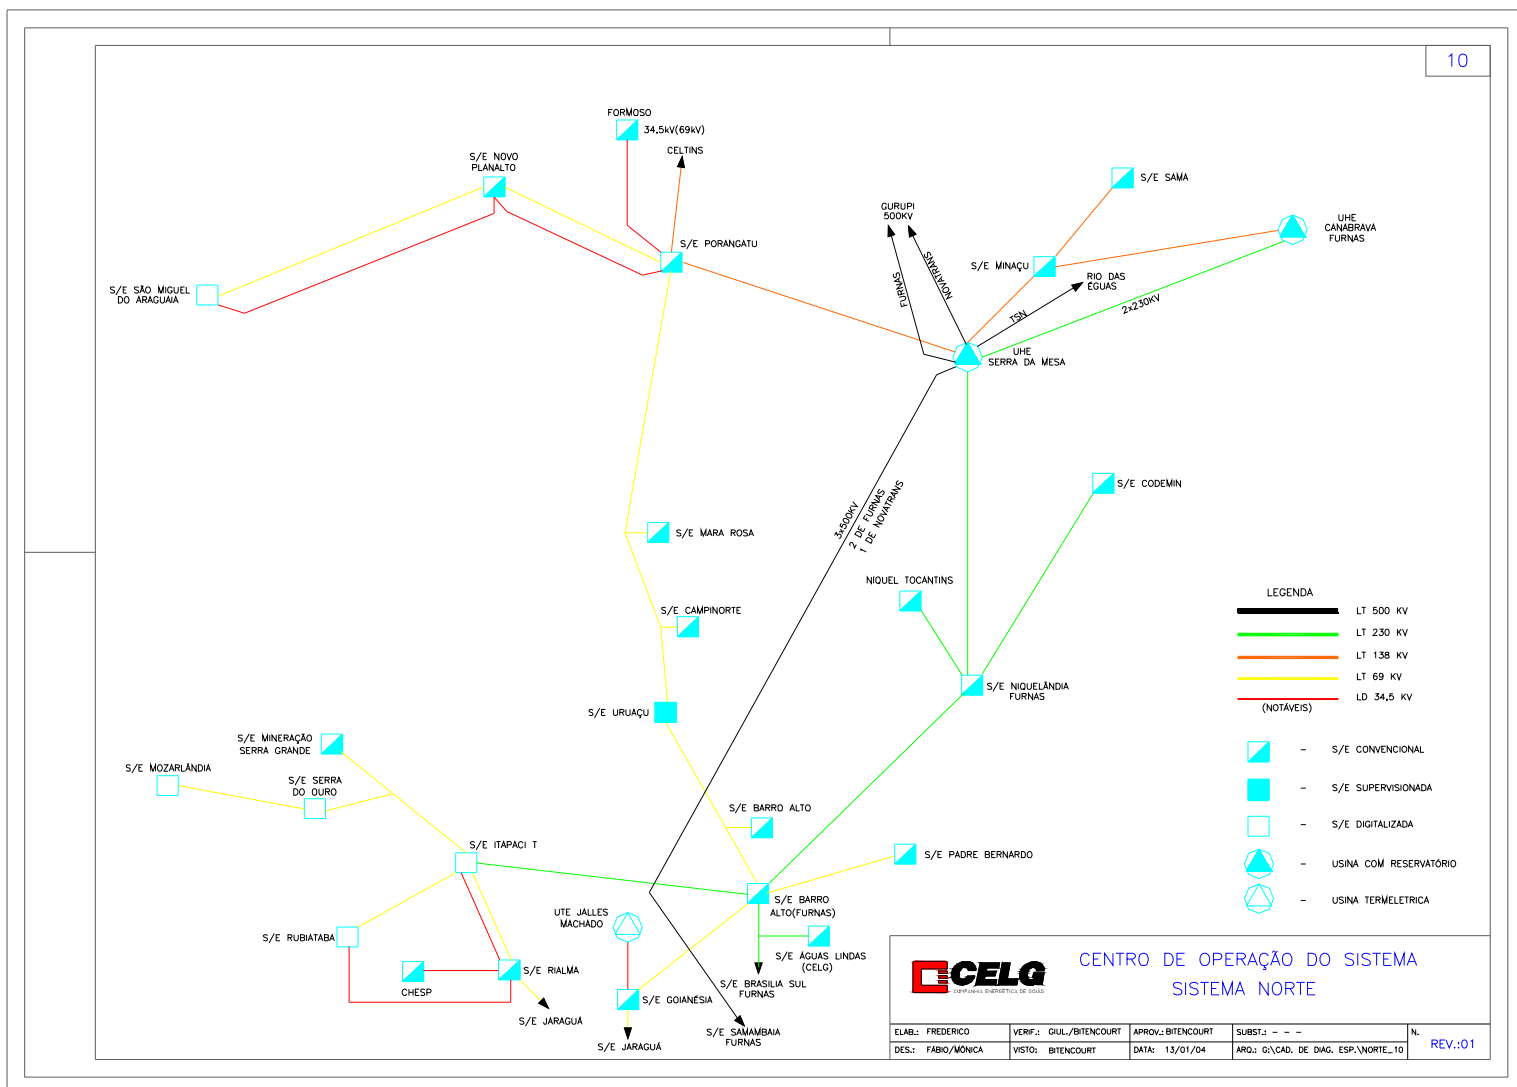 10
FORMOSO
34,5kV(69kV)
CELTINS
S/E NOVO
PLANALTO
S/E SAMA
GURUPI
500KV
UHE
CANABRAVA
FURNAS
S/E PORANGATU
S/E MINAÇU
NOVATRANS
FURNAS
RIO DAS
ÉGUAS
S/E SÃO MIGUEL
DO ARAGUAIA
TSN
2x230KV
UHE
SERRA DA MESA
S/E CODEMIN
3x500KV
2 DE FURNAS
1 DE NOVATRANS
S/E MARA ROSA
NIQUEL TOCANTINS
S/E CAMPINORTE
LEGENDA
LT 500 KV
LT 230 KV
LT 138 KV
LT 69 KV
LD 34,5 KV
(NOTÁVEIS)
S/E NIQUELÂNDIA
FURNAS
S/E URUAÇU
S/E MINERAÇÃO
SERRA GRANDE
– S/E CONVENCIONAL
S/E MOZARLÂNDIA
S/E SERRA
DO OURO
– S/E SUPERVISIONADA
S/E BARRO ALTO
– S/E DIGITALIZADA
S/E ITAPACI T
S/E PADRE BERNARDO
– USINA COM RESERVATÓRIO
– USINA TERMELETRICA
S/E BARRO
ALTO(FURNAS)
UTE JALLES
MACHADO
S/E RUBIATABA
S/E ÁGUAS LINDAS
(CELG)
S/E RIALMA
CHESP
S/E BRASILIA SUL
FURNAS
S/E GOIANÉSIA
S/E JARAGUÁ
S/E JARAGUÁ
S/E SAMAMBAIA
FURNAS
CELG
COMPANHIA ENERGÉTICA DE GOIÁS
CENTRO DE OPERAÇÃO DO SISTEMA
SISTEMA NORTE
ELAB.: FREDERICO VERIF.: GIUL./BITENCOURT APROV.: BITENCOURT SUBST.: – – – N.
DES.: FÁBIO/MÔNICA VISTO: BITENCOURT DATA: 13/01/04 ARQ.: G:\CAD. DE DIAG. ESP.\NORTE_10
REV.:01